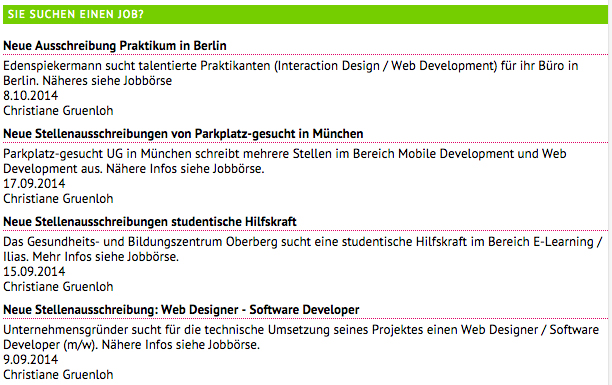 SIE SUCHEN EINEN JOB?
Neue Ausschreibung Praktikum in Berlin
Edenspiekermann sucht talentierte Praktikanten (Interaction Design / Web Development) für ihr Büro in
Berlin. Näheres siehe Jobbörse
8.10.2014
Christiane Gruenloh
Neue Stellenausschreibungen von Parkplatz-gesucht in München
Parkplatz-gesucht UG in München schreibt mehrere Stellen im Bereich Mobile Development und Web
Development aus. Nähere Infos siehe Jobbörse.
17.09.2014
Christiane Gruenloh
Neue Stellenausschreibungen studentische Hilfskraft
Das Gesundheits- und Bildungszentrum Oberberg sucht eine studentische Hilfskraft im Bereich E-Learning /
Ilias. Mehr Infos siehe Jobbörse.
15.09.2014
Christiane Gruenloh
Neue Stellenausschreibung: Web Designer - Software Developer
Unternehmensgründer sucht für die technische Umsetzung seines Projektes einen Web Designer / Software
Developer (m/w). Nähere Infos siehe Jobbörse.
9.09.2014
Christiane Gruenloh